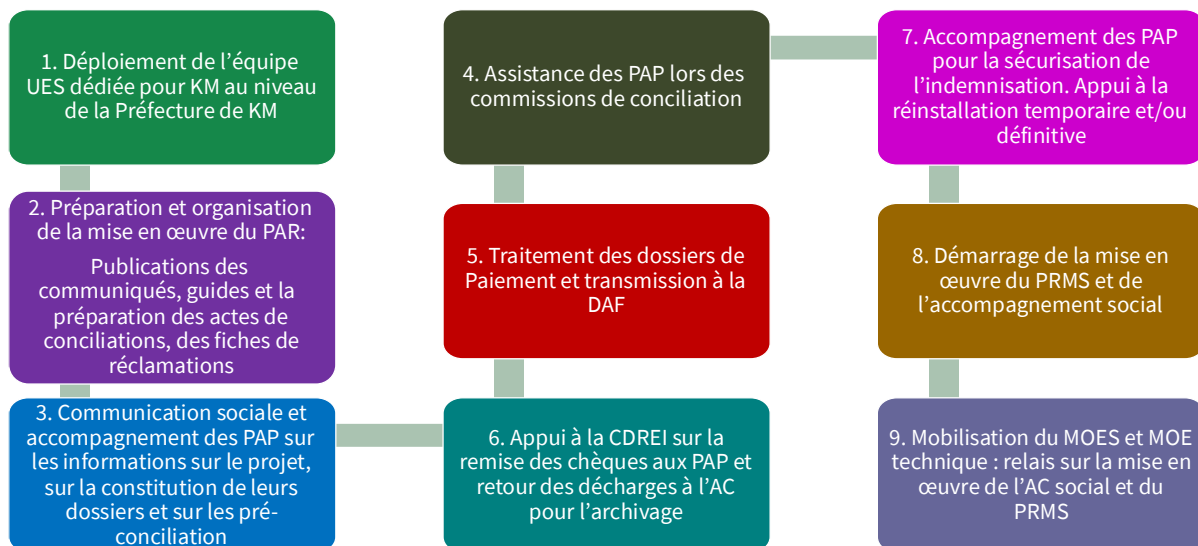 1. Déploiement de l’équipe
UES dédiée pour KM au niveau
de la Préfecture de KM
2. Préparation et organisation
de la mise en œuvre du PAR:
Publications des
communiqués, guides et la
préparation des actes de
conciliations, des fiches de
réclamations
3. Communication sociale et
accompagnement des PAP sur
les informations sur le projet,
sur la constitution de leurs
dossiers et sur les pré-
conciliation
4. Assistance des PAP lors des
commissions de conciliation
5. Traitement des dossiers de
Paiement et transmission à la
DAF
6. Appui à la CDREI sur la
remise des chèques aux PAP et
retour des décharges à l’AC
pour l’archivage
7. Accompagnement des PAP
pour la sécurisation de
l’indemnisation. Appui à la
réinstallation temporaire et/ou
définitive
8. Démarrage de la mise en
œuvre du PRMS et de
l’accompagnement social
9. Mobilisation du MOES et MOE
technique : relais sur la mise en
œuvre de l’AC social et du
PRMS